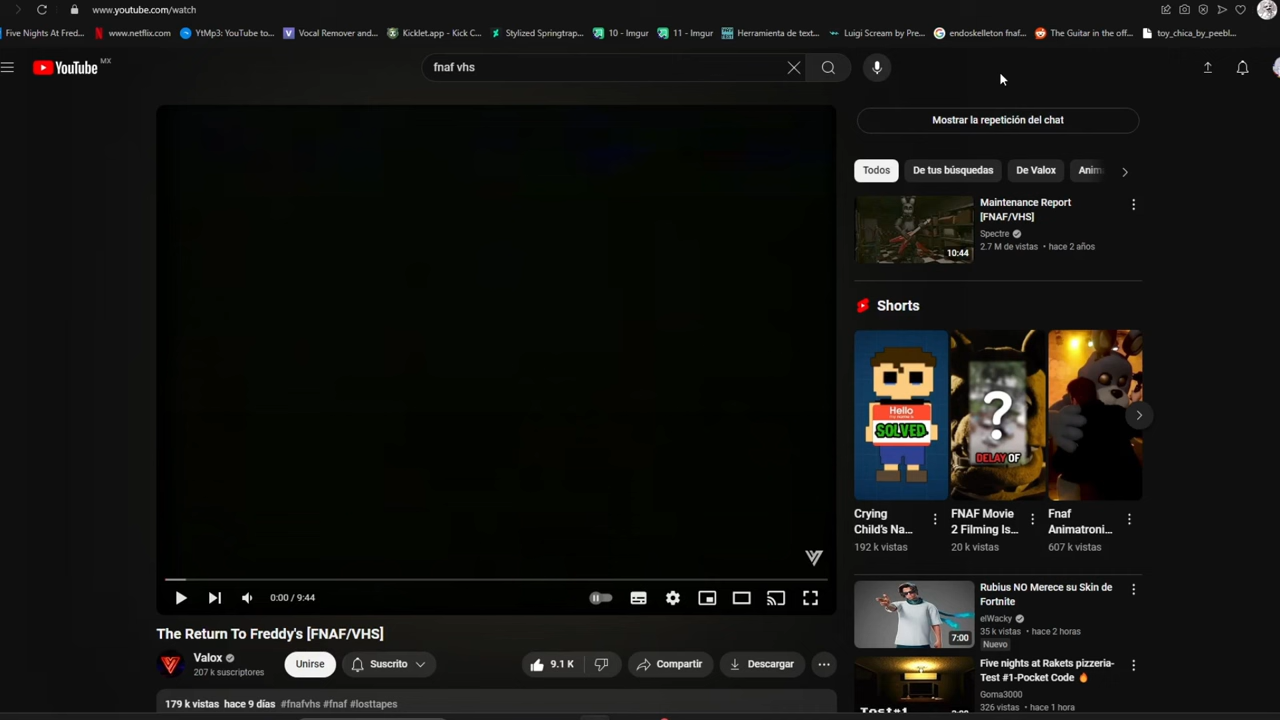 www.youtube.com/watch
Five Nights At Fred... www.netflix.com YtMp3: YouTube to... Vocal Remover and... Kicklet.app - Kick C... Stylized Springtrap... 10 - Imgur 11 - Imgur Herramienta de text... Luigi Scream by Pre... endoskelleton fnaf... The Guitar in the off... toy_chica_by_peebl...
YouTube MX
fnaf vhs
Mostrar la repetición del chat
Todos De tus búsquedas De Valox Anim
Maintenance Report
[FNAF/VHS]
Spectre
2.7 M de vistas • hace 2 años
10:44
Shorts
Hello
SOLVED
?
DELAY OF
Crying
Child's Na...
192 k vistas
FNAF Movie
2 Filming Is...
20 k vistas
Fnaf
Animatroni...
607 k vistas
0:00 / 9:44
The Return To Freddy's [FNAF/VHS]
Valox
207 k suscriptores
Unirse
Suscrito
9.1 K
Compartir
Descargar
179 k vistas hace 9 días #fnafvhs #fnaf #losttapes
Rubius NO Merece su Skin de
Fortnite
elWacky
35 k vistas • hace 2 horas
Nuevo
7:00
Five nights at Rakets pizzeria-
Test #1-Pocket Code 🔥
Goma3000
326 vistas • hace 1 hora
Test#1